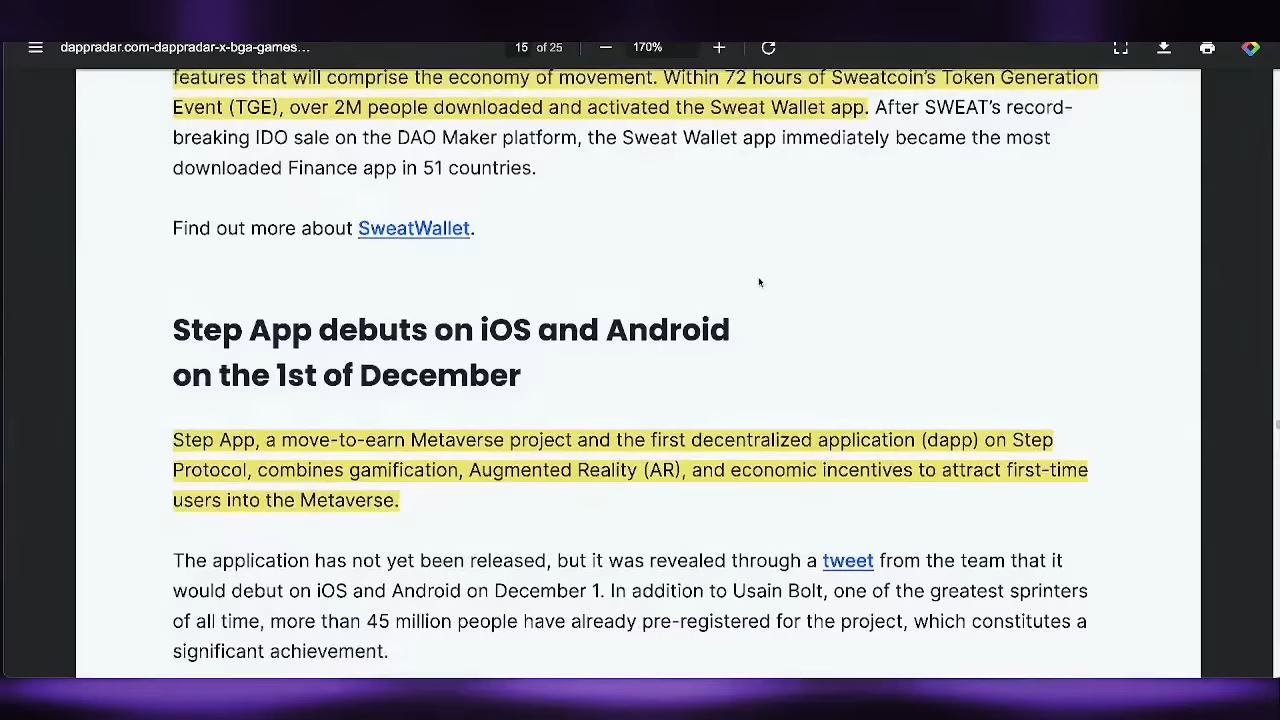 dappradar.com-dappradar-x-bga-games...
15 of 25
170%
features that will comprise the economy of movement. Within 72 hours of Sweatcoin's Token Generation
Event (TGE), over 2M people downloaded and activated the Sweat Wallet app. After SWEAT's record-
breaking IDO sale on the DAO Maker platform, the Sweat Wallet app immediately became the most
downloaded Finance app in 51 countries.
Find out more about SweatWallet.
Step App debuts on iOS and Android
on the 1st of December
Step App, a move-to-earn Metaverse project and the first decentralized application (dapp) on Step
Protocol, combines gamification, Augmented Reality (AR), and economic incentives to attract first-time
users into the Metaverse.
The application has not yet been released, but it was revealed through a tweet from the team that it
would debut on iOS and Android on December 1. In addition to Usain Bolt, one of the greatest sprinters
of all time, more than 45 million people have already pre-registered for the project, which constitutes a
significant achievement.